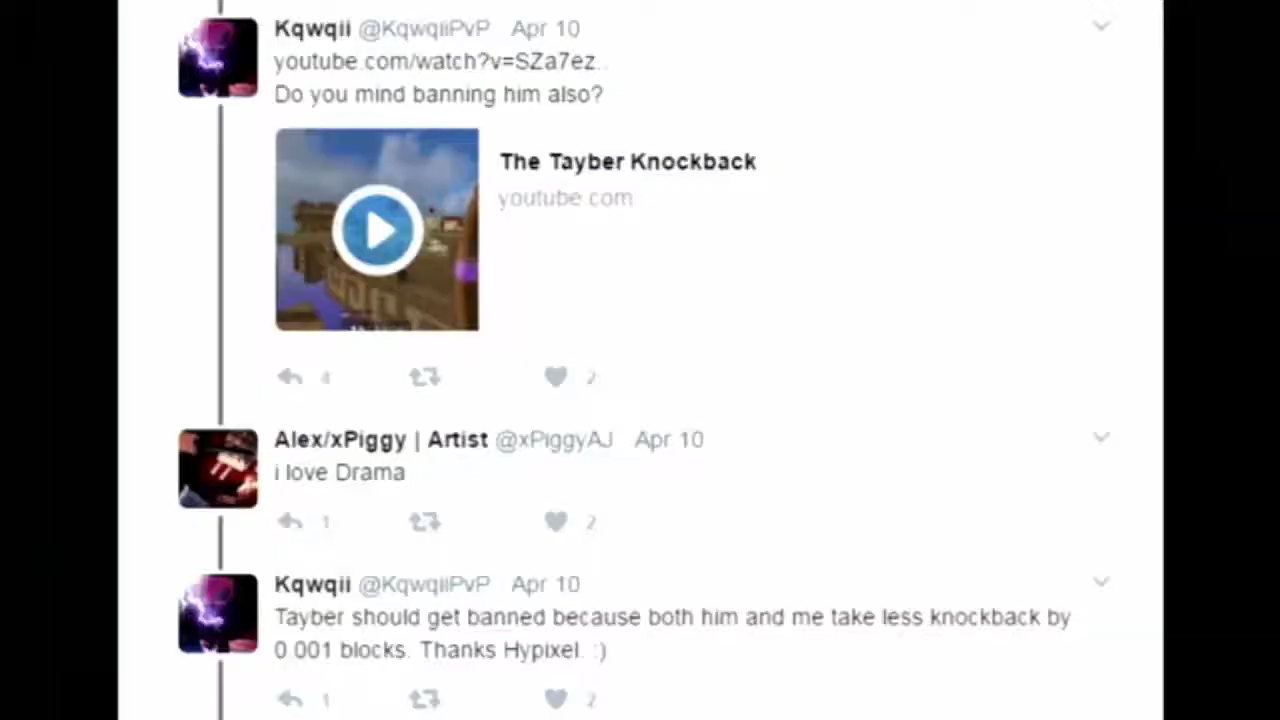 Kqwqii @KqwqiiPvP Apr 10
youtube.com/watch?v=SZa7ez..
Do you mind banning him also?
The Tayber Knockback
youtube.com
4 2
Alex/xPiggy | Artist @xPiggyAJ Apr 10
i love Drama
1 2
Kqwqii @KqwqiiPvP Apr 10
Tayber should get banned because both him and me take less knockback by
0.001 blocks. Thanks Hypixel. :)
1 2